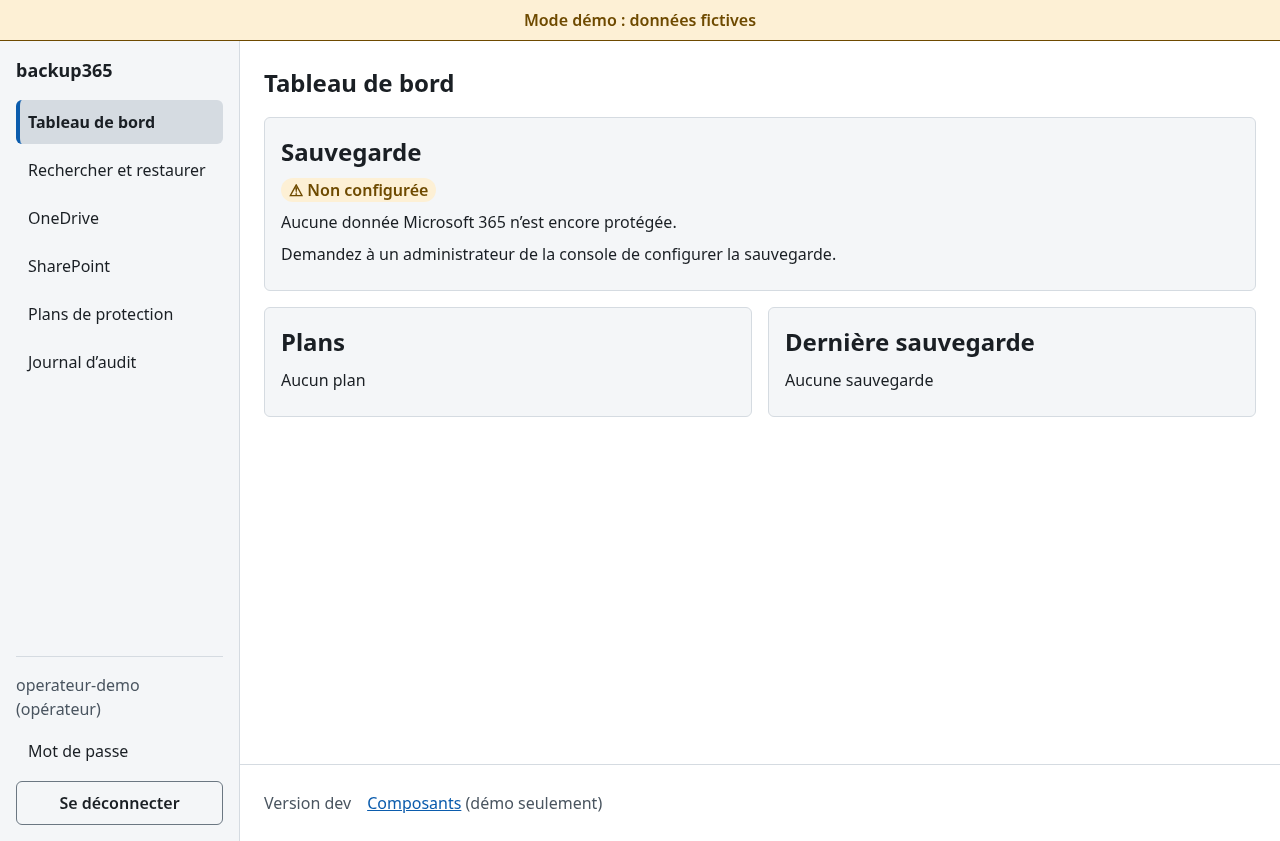 Mode démo : données fictives
backup365
Tableau de bord
Rechercher et restaurer
OneDrive
SharePoint
Plans de protection
Journal d’audit
operateur-demo
(opérateur)
Mot de passe
Se déconnecter
Tableau de bord
Sauvegarde
⚠ Non configurée
Aucune donnée Microsoft 365 n’est encore protégée.
Demandez à un administrateur de la console de configurer la sauvegarde.
Plans
Aucun plan
Dernière sauvegarde
Aucune sauvegarde
Version dev Composants (démo seulement)